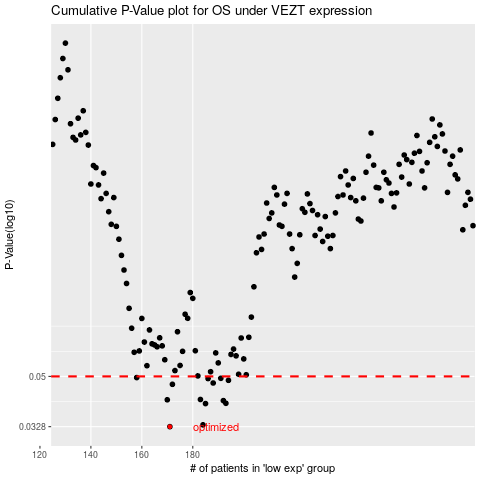 Cumulative P-Value plot for OS under VEZT expression
P-Value(log10)
0.05
0.0328
optimized
120 140 160 180
# of patients in 'low exp' group